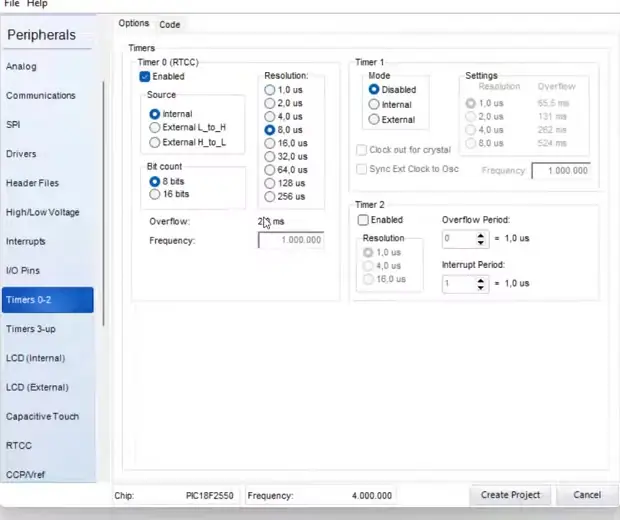 File Help
Peripherals
Analog
Communications
SPI
Drivers
Header Files
High/Low Voltage
Interrupts
I/O Pins
Timers 0-2
Timers 3-up
LCD (Internal)
LCD (External)
Capacitive Touch
RTCC
CCP/Vref
Options Code
Timers
Timer 0 (RTCC)
Enabled
Source
Internal
External L_to_H
External H_to_L
Bit count
8 bits
16 bits
Resolution:
1,0 us
2,0 us
4,0 us
8,0 us
16,0 us
32,0 us
64,0 us
128 us
256 us
Overflow: ms
Frequency: 1.000.000
Timer 1
Mode
Disabled
Internal
External
Settings
Resolution Overflow
1,0 us 65,5 ms
2,0 us 131 ms
4,0 us 262 ms
8,0 us 524 ms
Clock out for crystal
Sync Ext Clock to Osc
Frequency: 1.000.000
Timer 2
Enabled
Resolution
1,0 us
4,0 us
16,0 us
Overflow Period:
0 = 1,0 us
Interrupt Period:
1 = 1,0 us
Chip: PIC18F2550 Frequency: 4.000.000 Create Project Cancel